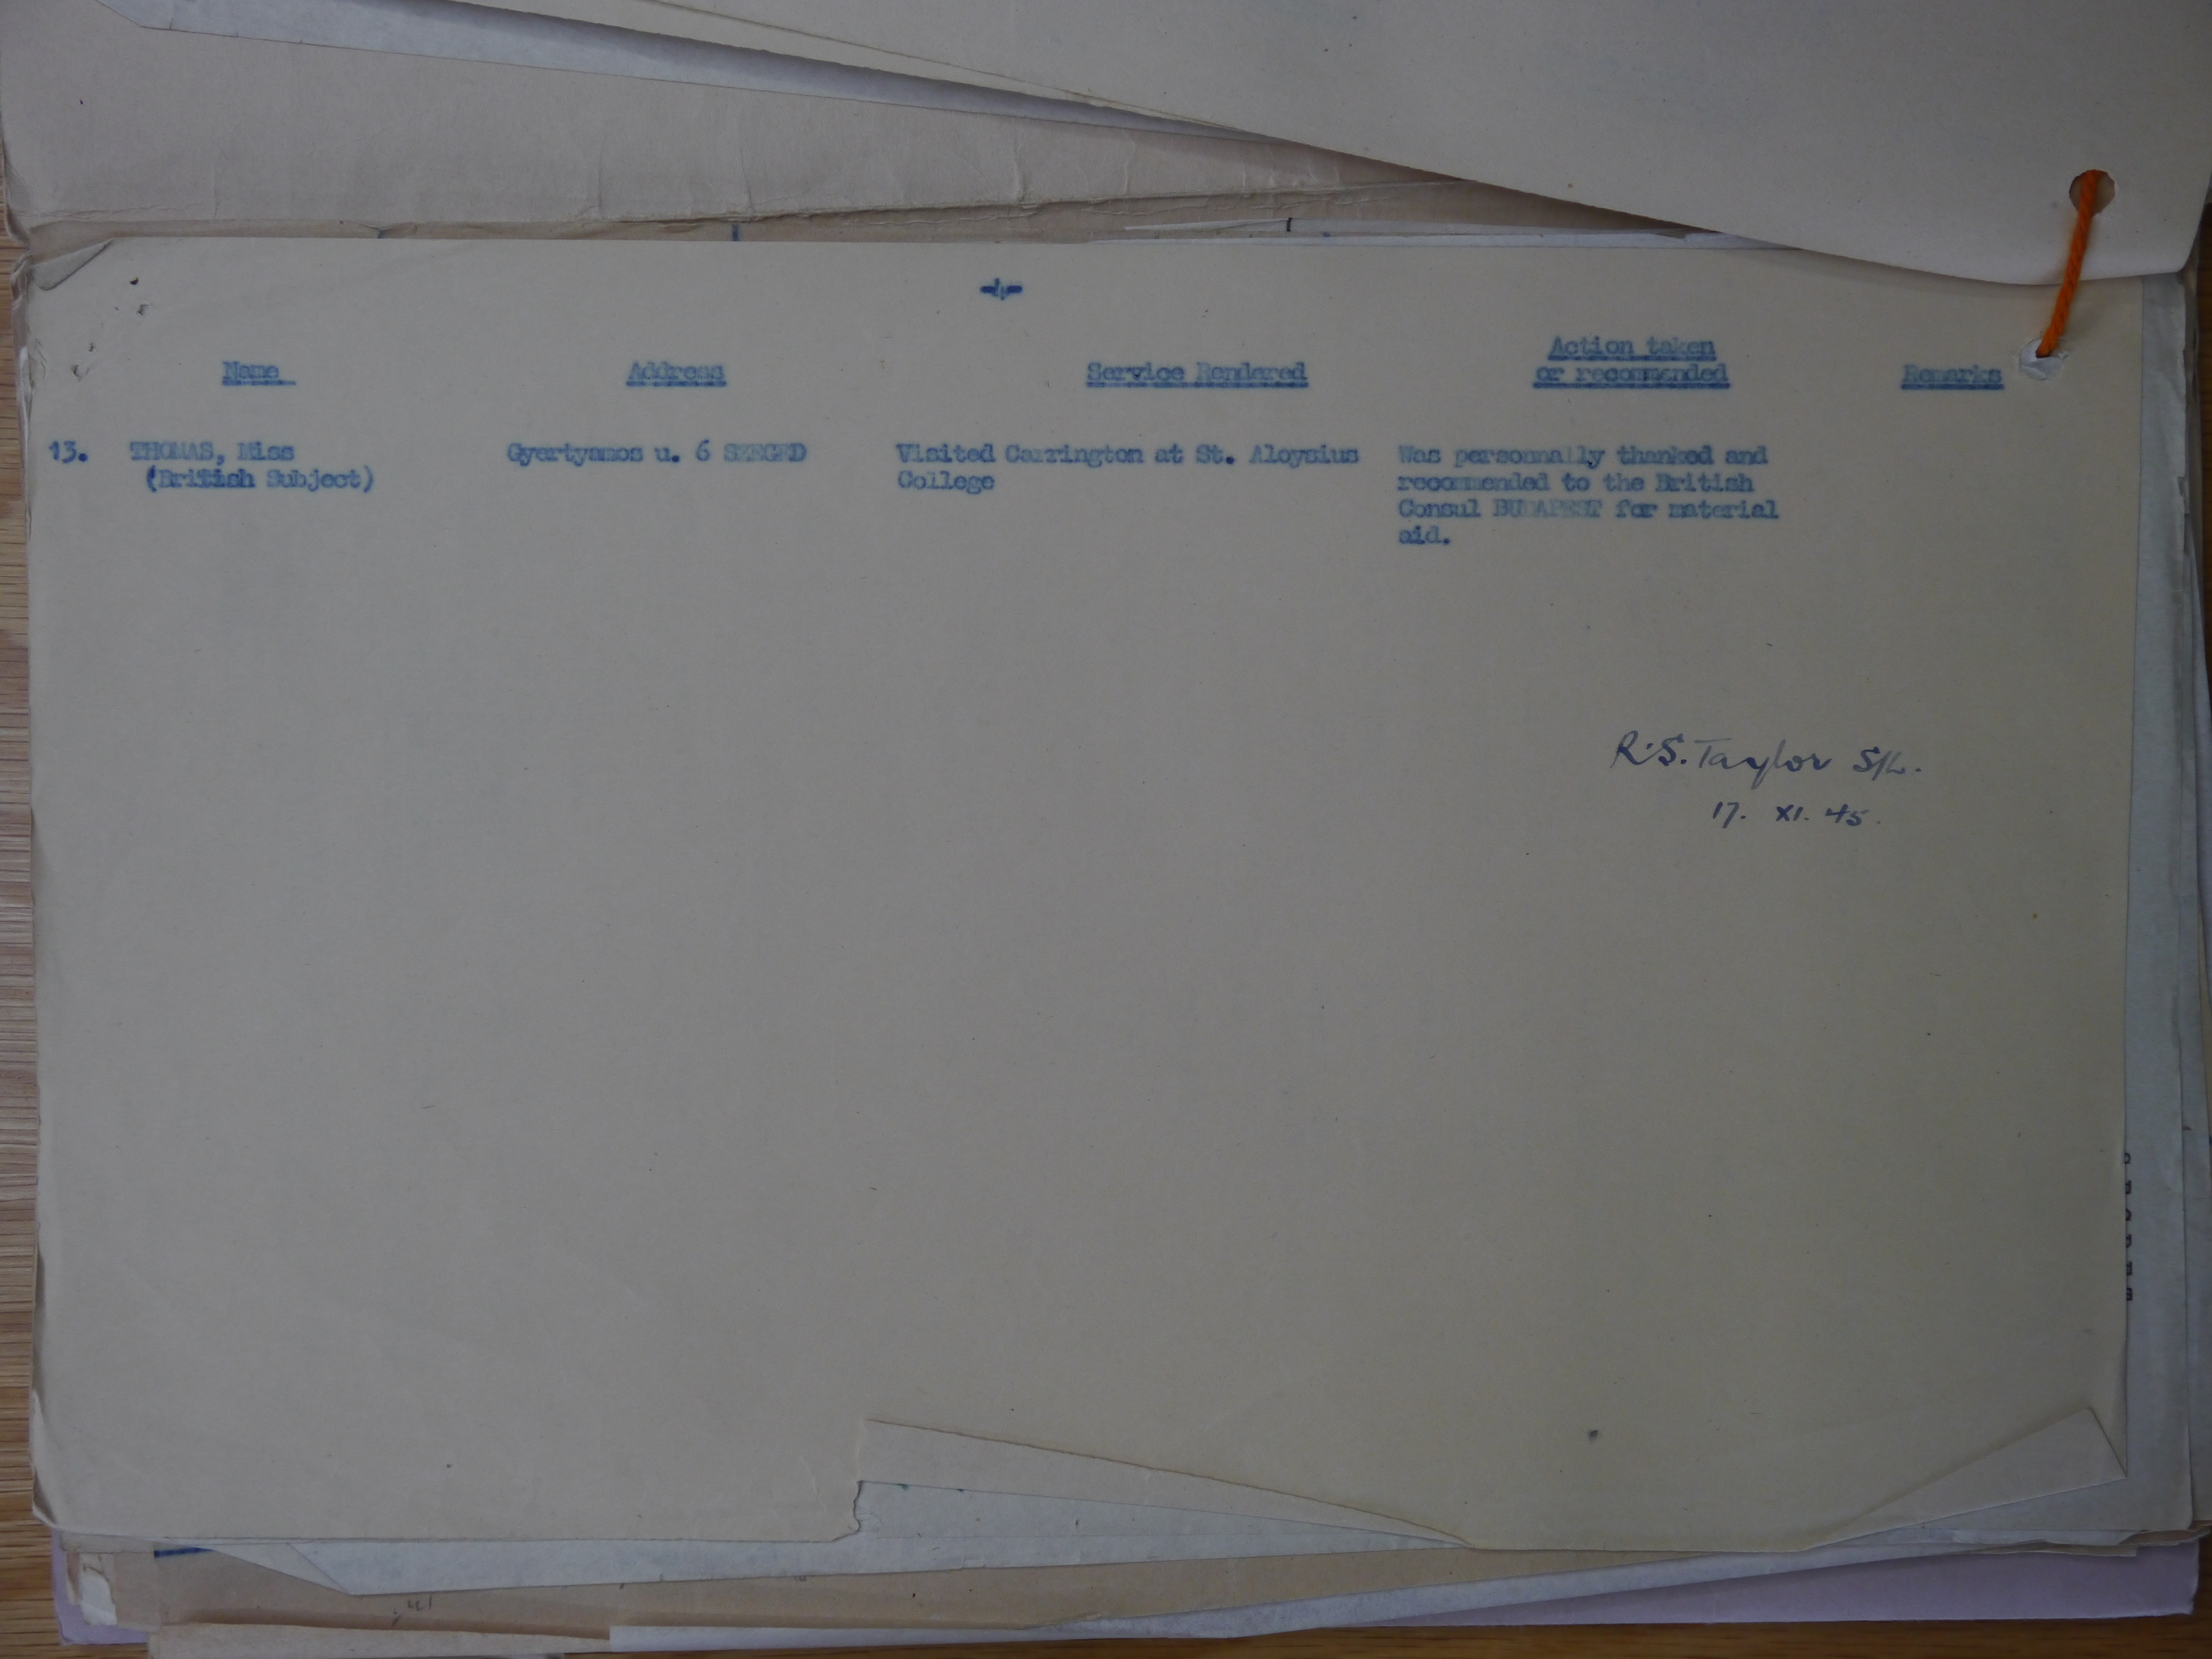 -4-
Name Address Service Rendered Action taken or recommended Remarks
13. THOMAS, Miss Gyertyamos u. 6 SZEGED Visited Carrington at St. Aloysius Was personnally thanked and
(British Subject) College recommended to the British
Consul BUDAPEST for material
aid.
R.S. Taylor S/L.
17. XI. 45.